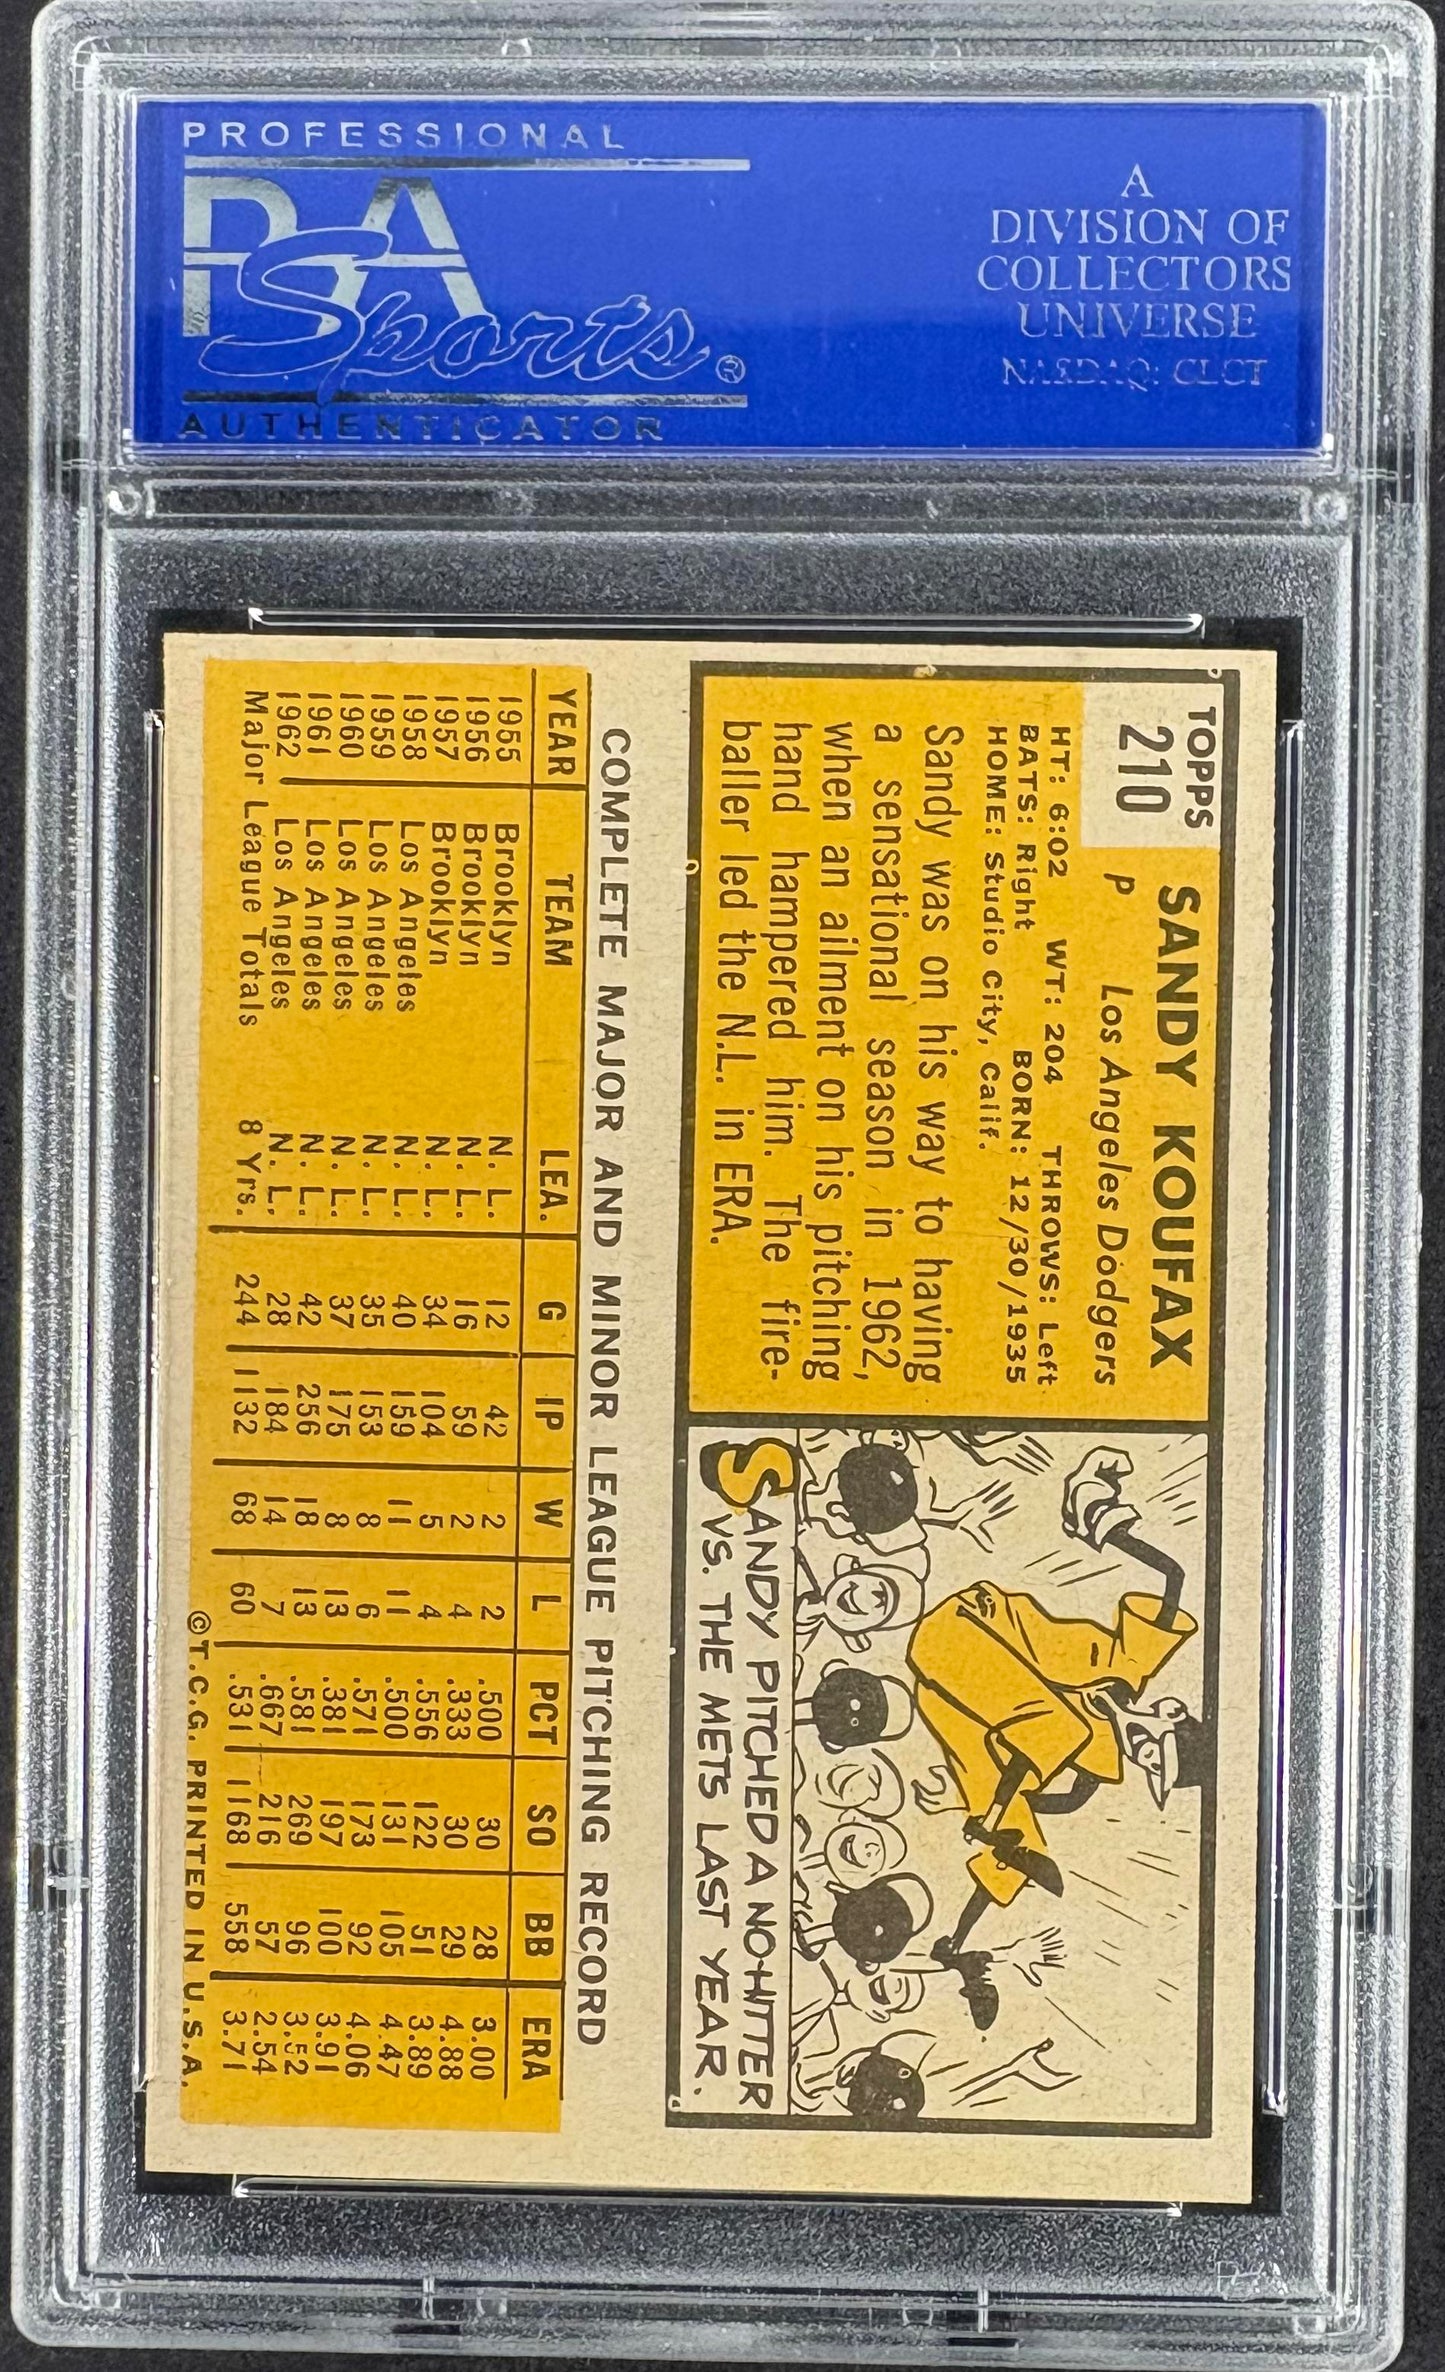 PROFESSIONAL
PSA
Sports®
AUTHENTICATOR
A
DIVISION OF
COLLECTORS
UNIVERSE
NASDAQ: CLCT
TOPPS
210
SANDY KOUFAX
P Los Angeles Dodgers
HT: 6:02 WT: 204 THROWS: Left
BATS: Right BORN: 12/30/1935
HOME: Studio City, Calif.
Sandy was on his way to having
a sensational season in 1962,
when an ailment on his pitching
hand hampered him. The fire-
baller led the N.L. in ERA.
SANDY PITCHED A NO-HITTER
VS. THE METS LAST YEAR.
COMPLETE MAJOR AND MINOR LEAGUE PITCHING RECORD
YEAR TEAM LEA. G IP W L PCT SO BB ERA
1955 Brooklyn N. L. 12 42 2 2 .500 30 28 3.00
1956 Brooklyn N. L. 16 59 2 4 .333 30 29 4.88
1957 Brooklyn N. L. 34 104 5 4 .556 122 51 3.89
1958 Los Angeles N. L. 40 159 11 11 .500 131 105 4.47
1959 Los Angeles N. L. 35 153 8 6 .571 173 92 4.06
1960 Los Angeles N. L. 37 175 8 13 .381 197 100 3.91
1961 Los Angeles N. L. 42 256 18 13 .581 269 96 3.52
1962 Los Angeles N. L. 28 184 14 7 .667 216 57 2.54
Major League Totals 8 Yrs. 244 1132 68 60 .531 1168 558 3.71
©T.C.G. PRINTED IN U.S.A.